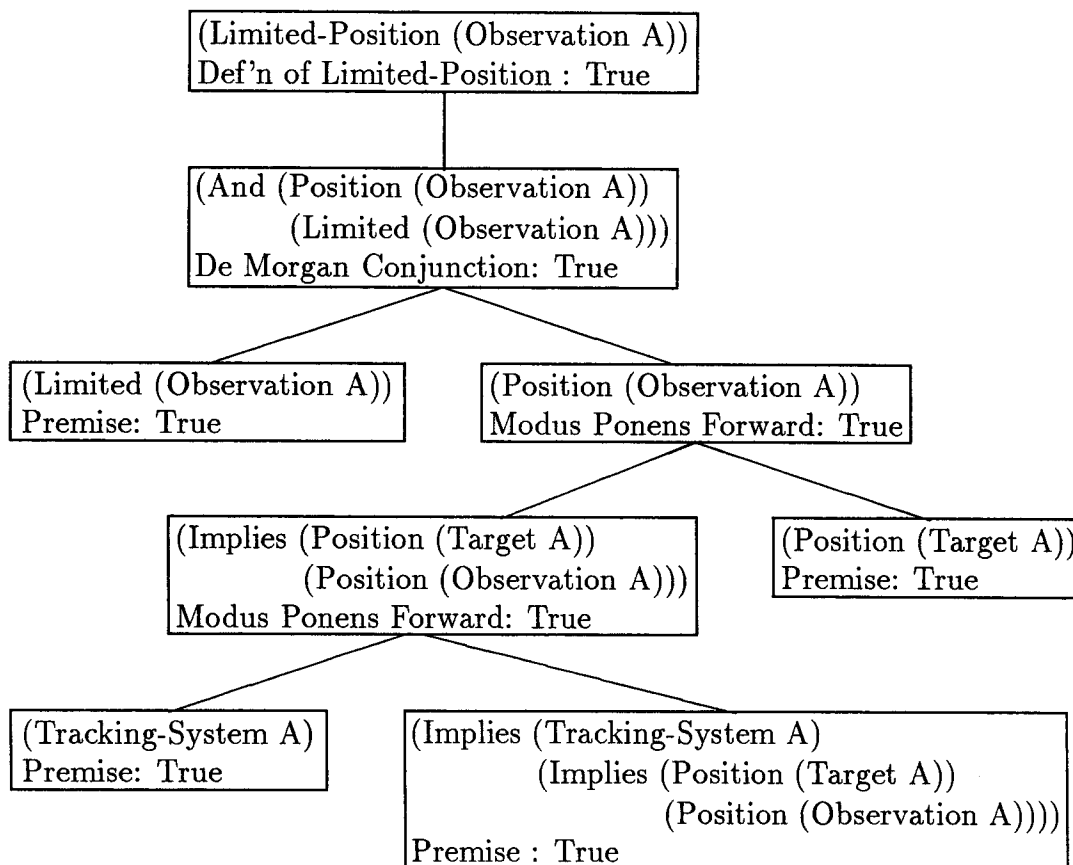 (Limited-Position (Observation A))
Def'n of Limited-Position : True
(And (Position (Observation A))
(Limited (Observation A)))
De Morgan Conjunction: True
(Limited (Observation A))
Premise: True
(Position (Observation A))
Modus Ponens Forward: True
(Implies (Position (Target A))
(Position (Observation A)))
Modus Ponens Forward: True
(Position (Target A))
Premise: True
(Tracking-System A)
Premise: True
(Implies (Tracking-System A)
(Implies (Position (Target A))
(Position (Observation A))))
Premise : True